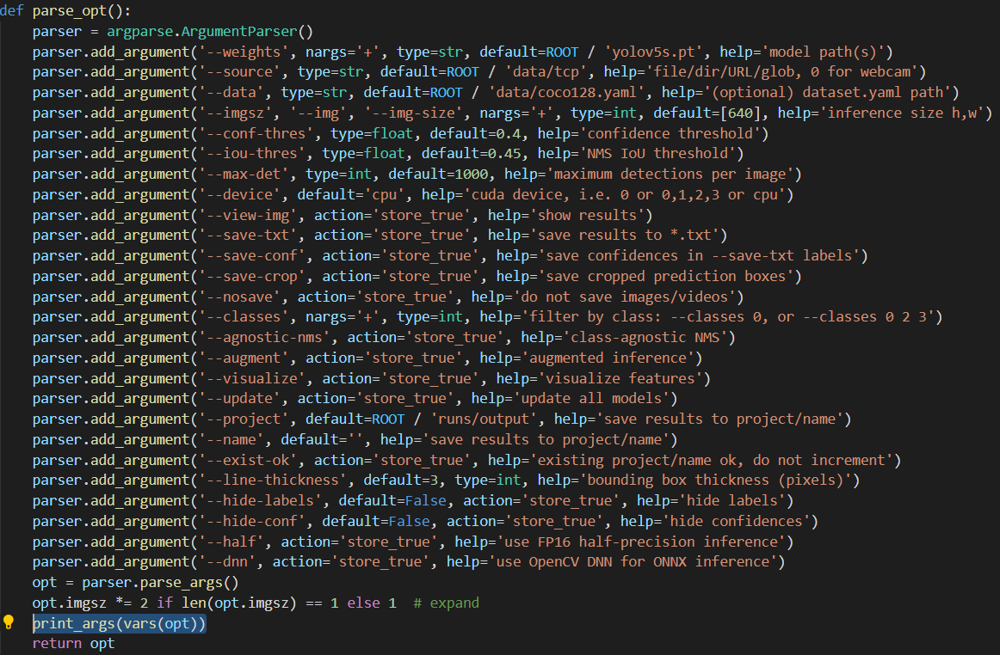 def parse_opt():
    parser = argparse.ArgumentParser()
    parser.add_argument('--weights', nargs='+', type=str, default=ROOT / 'yolov5s.pt', help='model path(s)')
    parser.add_argument('--source', type=str, default=ROOT / 'data/tcp', help='file/dir/URL/glob, 0 for webcam')
    parser.add_argument('--data', type=str, default=ROOT / 'data/coco128.yaml', help='(optional) dataset.yaml path')
    parser.add_argument('--imgsz', '--img', '--img-size', nargs='+', type=int, default=[640], help='inference size h,w')
    parser.add_argument('--conf-thres', type=float, default=0.4, help='confidence threshold')
    parser.add_argument('--iou-thres', type=float, default=0.45, help='NMS IoU threshold')
    parser.add_argument('--max-det', type=int, default=1000, help='maximum detections per image')
    parser.add_argument('--device', default='cpu', help='cuda device, i.e. 0 or 0,1,2,3 or cpu')
    parser.add_argument('--view-img', action='store_true', help='show results')
    parser.add_argument('--save-txt', action='store_true', help='save results to *.txt')
    parser.add_argument('--save-conf', action='store_true', help='save confidences in --save-txt labels')
    parser.add_argument('--save-crop', action='store_true', help='save cropped prediction boxes')
    parser.add_argument('--nosave', action='store_true', help='do not save images/videos')
    parser.add_argument('--classes', nargs='+', type=int, help='filter by class: --classes 0, or --classes 0 2 3')
    parser.add_argument('--agnostic-nms', action='store_true', help='class-agnostic NMS')
    parser.add_argument('--augment', action='store_true', help='augmented inference')
    parser.add_argument('--visualize', action='store_true', help='visualize features')
    parser.add_argument('--update', action='store_true', help='update all models')
    parser.add_argument('--project', default=ROOT / 'runs/output', help='save results to project/name')
    parser.add_argument('--name', default='', help='save results to project/name')
    parser.add_argument('--exist-ok', action='store_true', help='existing project/name ok, do not increment')
    parser.add_argument('--line-thickness', default=3, type=int, help='bounding box thickness (pixels)')
    parser.add_argument('--hide-labels', default=False, action='store_true', help='hide labels')
    parser.add_argument('--hide-conf', default=False, action='store_true', help='hide confidences')
    parser.add_argument('--half', action='store_true', help='use FP16 half-precision inference')
    parser.add_argument('--dnn', action='store_true', help='use OpenCV DNN for ONNX inference')
    opt = parser.parse_args()
    opt.imgsz *= 2 if len(opt.imgsz) == 1 else 1  # expand
    print_args(vars(opt))
    return opt